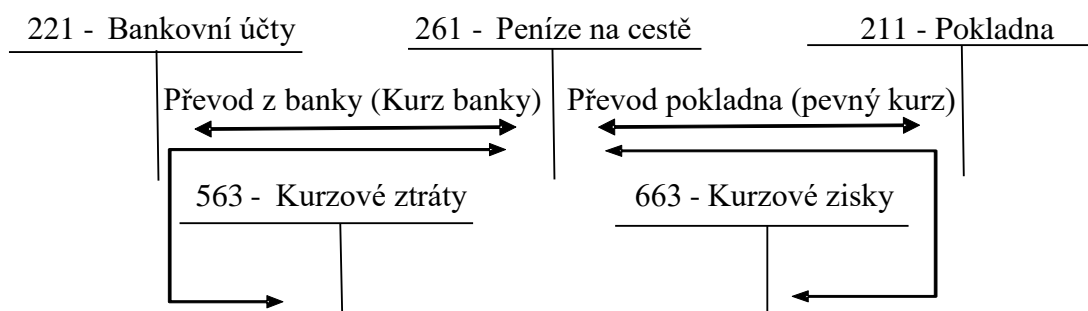 221 - Bankovní účty
261 - Peníze na cestě
211 - Pokladna
Převod z banky (Kurz banky)
Převod pokladna (pevný kurz)
563 - Kurzové ztráty
663 - Kurzové zisky